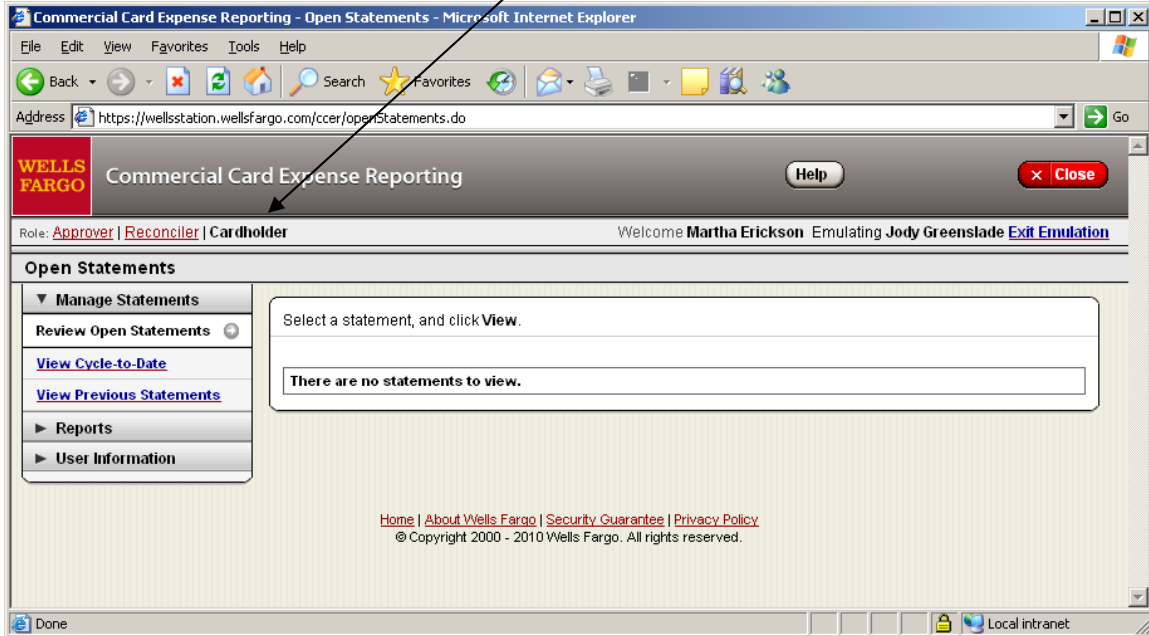 Commercial Card Expense Reporting - Open Statements - Microsoft Internet Explorer
File Edit View Favorites Tools Help
Back Search Favorites
Address https://wellsstation.wellsfargo.com/ccer/openStatements.do Go
WELLS
FARGO
Commercial Card Expense Reporting Help × Close
Role: Approver | Reconciler | Cardholder Welcome Martha Erickson Emulating Jody Greenslade Exit Emulation
Open Statements
Manage Statements
Review Open Statements
View Cycle-to-Date
View Previous Statements
Reports
User Information
Select a statement, and click View.
There are no statements to view.
Home | About Wells Fargo | Security Guarantee | Privacy Policy
© Copyright 2000 - 2010 Wells Fargo. All rights reserved.
Done Local intranet